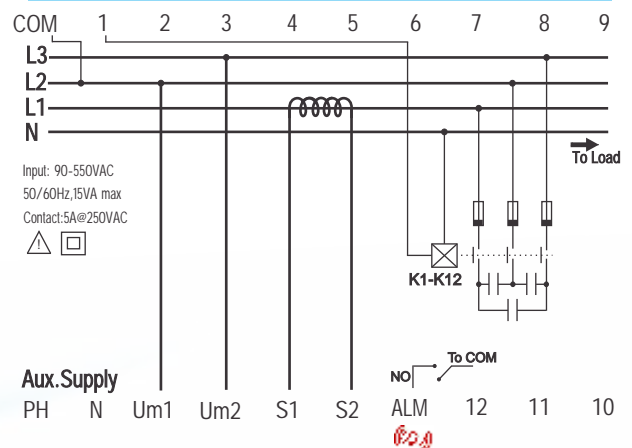 COM 1 2 3 4 5 6 7 8 9
L3
L2
L1
N
To Load
Input: 90-550VAC
50/60Hz,15VA max
Contact:5A@250VAC
K1-K12
To COM
NO
Aux.Supply
PH N Um1 Um2 S1 S2 ALM 12 11 10